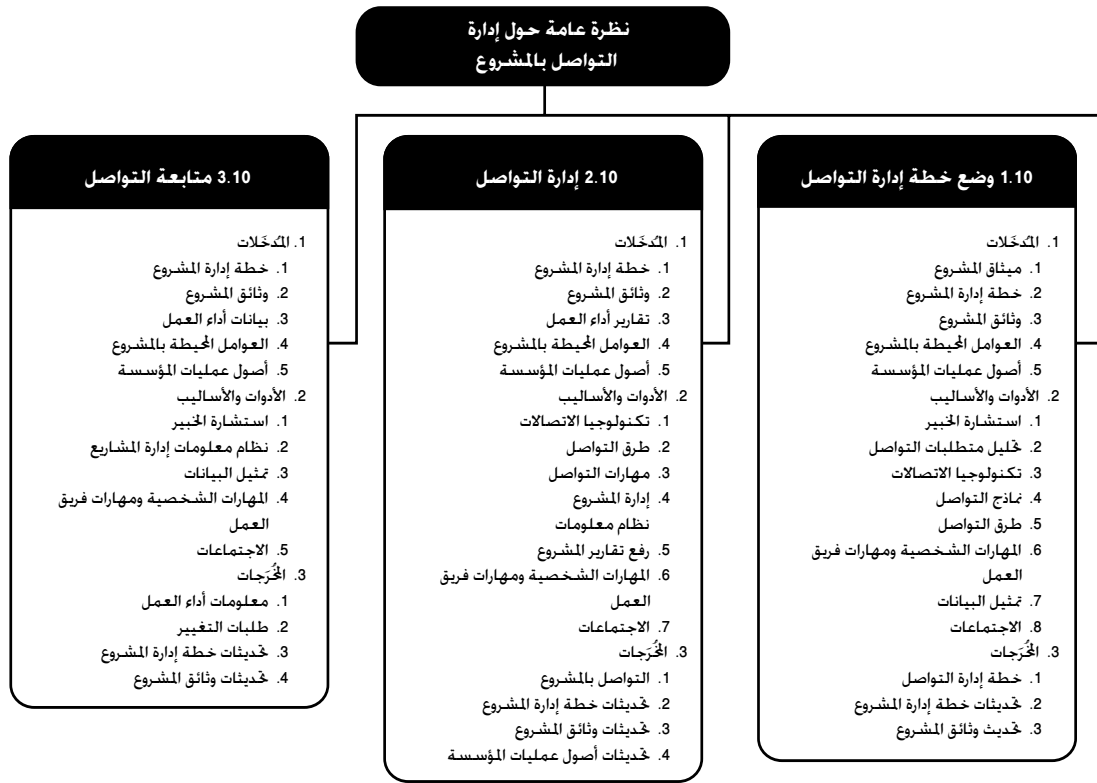 نظرة عامة حول إدارة
التواصل بالمشروع
1.10 وضع خطة إدارة التواصل
1. المُدخَلات
1. ميثاق المشروع
2. خطة إدارة المشروع
3. وثائق المشروع
4. العوامل المحيطة بالمشروع
5. أصول عمليات المؤسسة
2. الأدوات والأساليب
1. استشارة الخبير
2. تحليل متطلبات التواصل
3. تكنولوجيا الاتصالات
4. نماذج التواصل
5. طرق التواصل
6. المهارات الشخصية ومهارات فريق
العمل
7. تمثيل البيانات
8. الاجتماعات
3. المُخُرَجات
1. خطة إدارة التواصل
2. تحديثات خطة إدارة المشروع
3. تحديث وثائق المشروع
2.10 إدارة التواصل
1. المُدخَلات
1. خطة إدارة المشروع
2. وثائق المشروع
3. تقارير أداء العمل
4. العوامل المحيطة بالمشروع
5. أصول عمليات المؤسسة
2. الأدوات والأساليب
1. تكنولوجيا الاتصالات
2. طرق التواصل
3. مهارات التواصل
4. إدارة المشروع
نظام معلومات
5. رفع تقارير المشروع
6. المهارات الشخصية ومهارات فريق
العمل
7. الاجتماعات
3. المُخُرَجات
1. التواصل بالمشروع
2. تحديثات خطة إدارة المشروع
3. تحديثات وثائق المشروع
4. تحديثات أصول عمليات المؤسسة
3.10 متابعة التواصل
1. المُدخَلات
1. خطة إدارة المشروع
2. وثائق المشروع
3. بيانات أداء العمل
4. العوامل المحيطة بالمشروع
5. أصول عمليات المؤسسة
2. الأدوات والأساليب
1. استشارة الخبير
2. نظام معلومات إدارة المشاريع
3. تمثيل البيانات
4. المهارات الشخصية ومهارات فريق
العمل
5. الاجتماعات
3. المُخُرَجات
1. معلومات أداء العمل
2. طلبات التغيير
3. تحديثات خطة إدارة المشروع
4. تحديثات وثائق المشروع